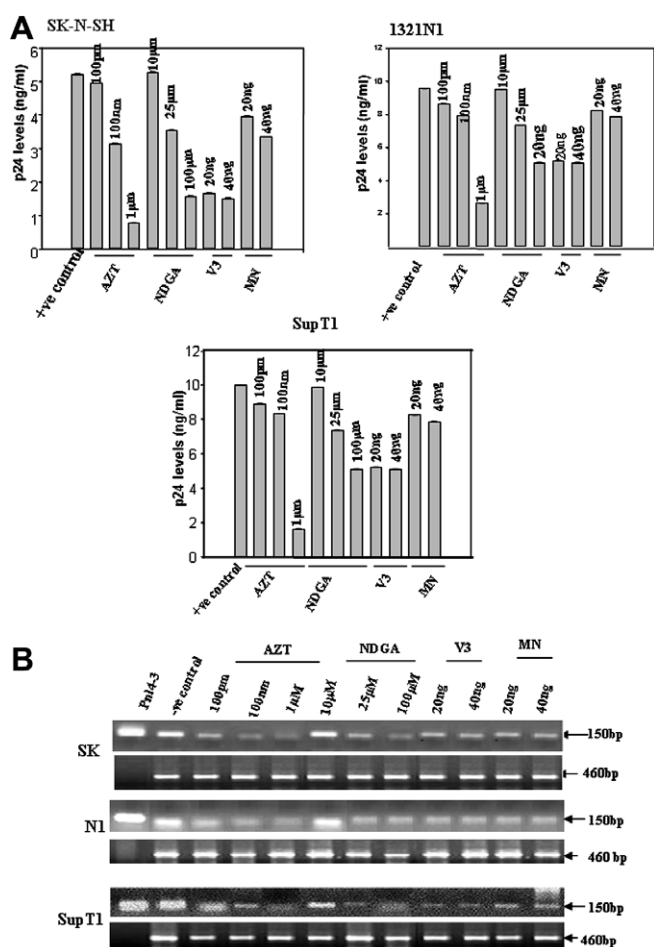 A
SK-N-SH
p24 levels (ng/ml)
6
5
4
3
2
1
0
100pm
100nm
1µm
10µm
25µm
100µm
20ng
40ng
20ng
40ng
+ve control
AZT
NDGA
V3
MN
1321N1
p24 levels (ng/ml)
12
10
8
6
4
2
100pm
100nm
1µm
10µm
25µm
20ng
20ng
40ng
20ng
40ng
+ve control
AZT
NDGA
V3
MN
SupT1
p24 levels (ng/ml)
12
10
8
6
4
2
0
100pm
100nm
1µm
10µm
25µm
100µm
20ng
40ng
20ng
40ng
+ve control
AZT
NDGA
V3
MN
B
AZT NDGA V3 MN
Pnl4-3 -ve control 100pm 100nm 1µM 10µM 25µM 100µM 20ng 40ng 20ng 40ng
SK
150bp
460bp
N1
150bp
460 bp
SupT1
150bp
460bp